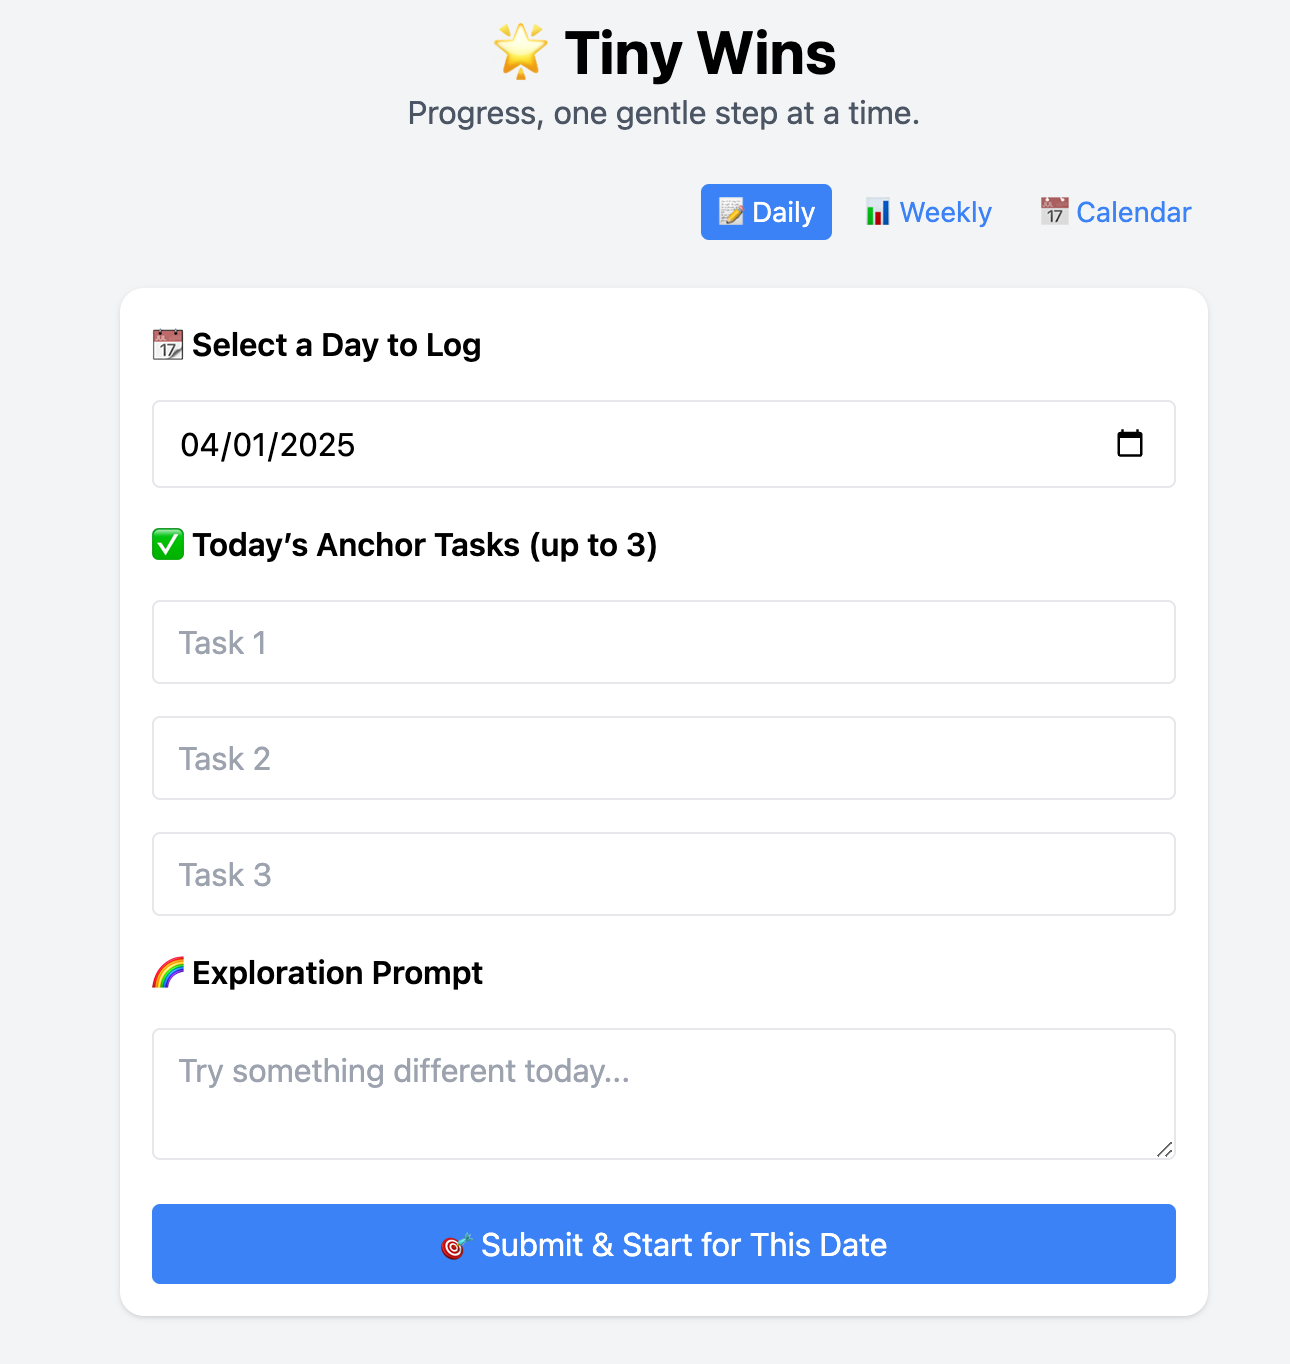 🌟 Tiny Wins
Progress, one gentle step at a time.
📝 Daily 📊 Weekly 📅 Calendar
📆 Select a Day to Log
04/01/2025
✅ Today’s Anchor Tasks (up to 3)
Task 1
Task 2
Task 3
🌈 Exploration Prompt
Try something different today...
🎯 Submit & Start for This Date